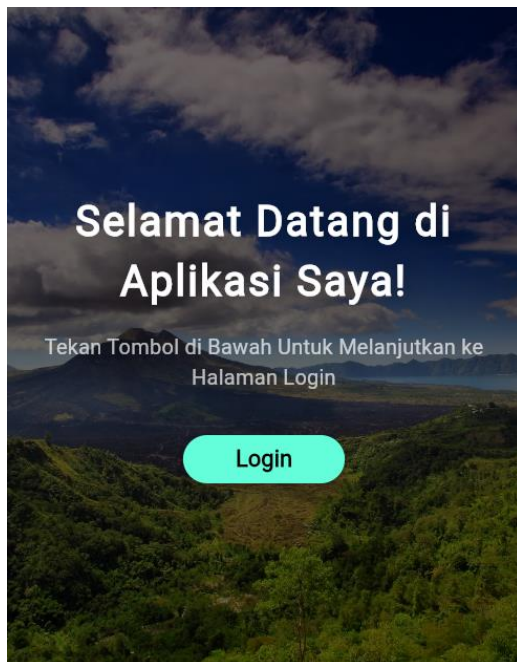 Selamat Datang di
Aplikasi Saya!
Tekan Tombol di Bawah Untuk Melanjutkan ke
Halaman Login
Login